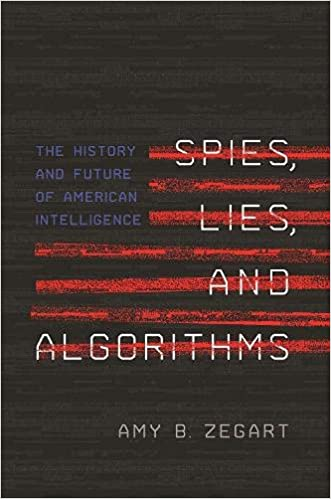 THE HISTORY
AND FUTURE
OF AMERICAN
INTELLIGENCE
SPIES,
LIES,
AND
ALGORITHMS
AMY B. ZEGART